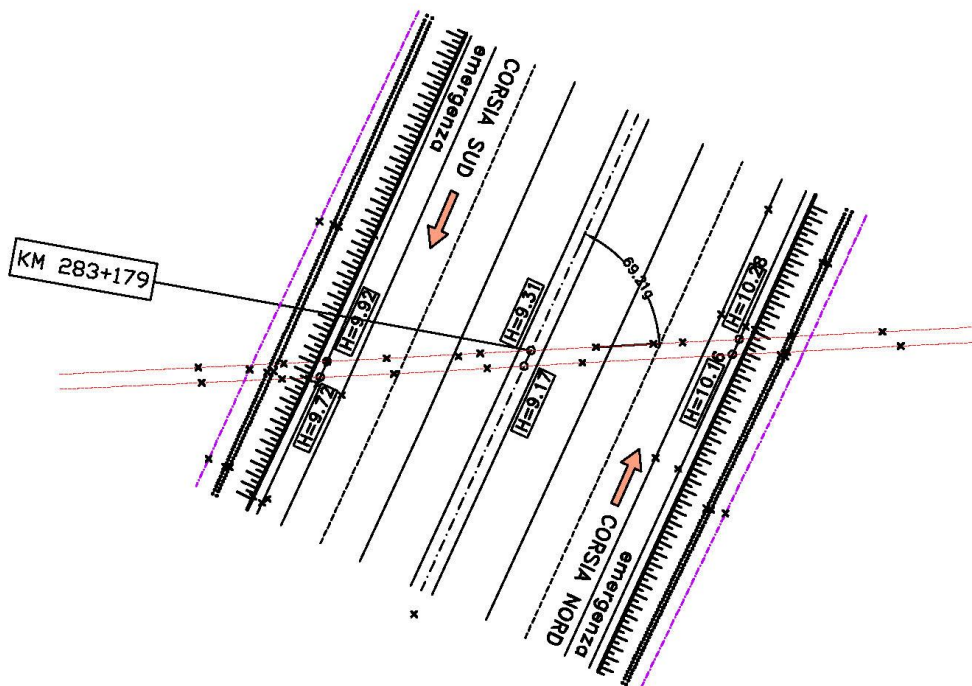 emergenza
CORSIA SUD
KM 283+179
H=9.92
H=9.31
69.21g
H=10.28
H=9.72
H=9.17
H=10.16
CORSIA NORD
emergenza